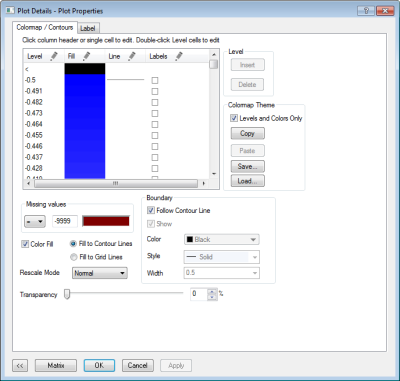 Plot Details - Plot Properties
Colormap / Contours
Label
Click column header or single cell to edit. Double-click Level cells to edit
Level Fill Line Labels
<
-0.5
-0.491
-0.482
-0.473
-0.464
-0.455
-0.446
-0.437
-0.428
-0.419
Level
Insert
Delete
Colormap Theme
Levels and Colors Only
Copy
Paste
Save...
Load...
Missing values
= -9999
Color Fill
Fill to Contour Lines
Fill to Grid Lines
Rescale Mode Normal
Boundary
Follow Contour Line
Show
Color Black
Style Solid
Width 0.5
Transparency 0 %
<< Matrix OK Cancel Apply